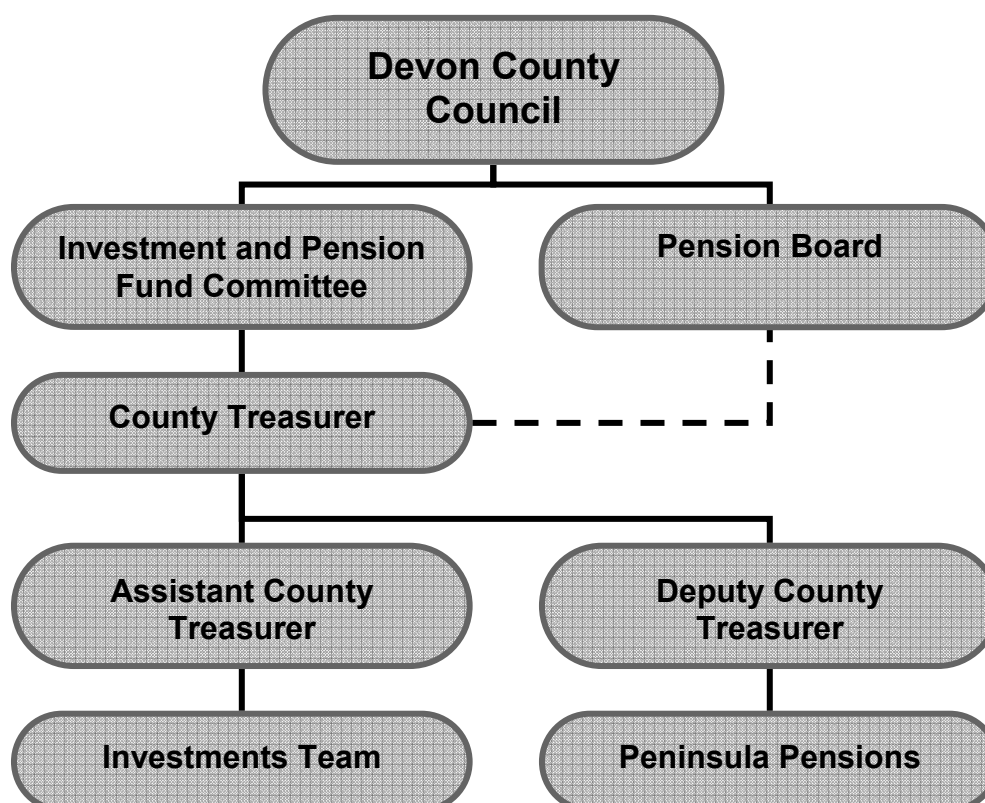 Devon County
Council
Investment and Pension
Fund Committee
Pension Board
County Treasurer
Assistant County
Treasurer
Deputy County
Treasurer
Investments Team
Peninsula Pensions